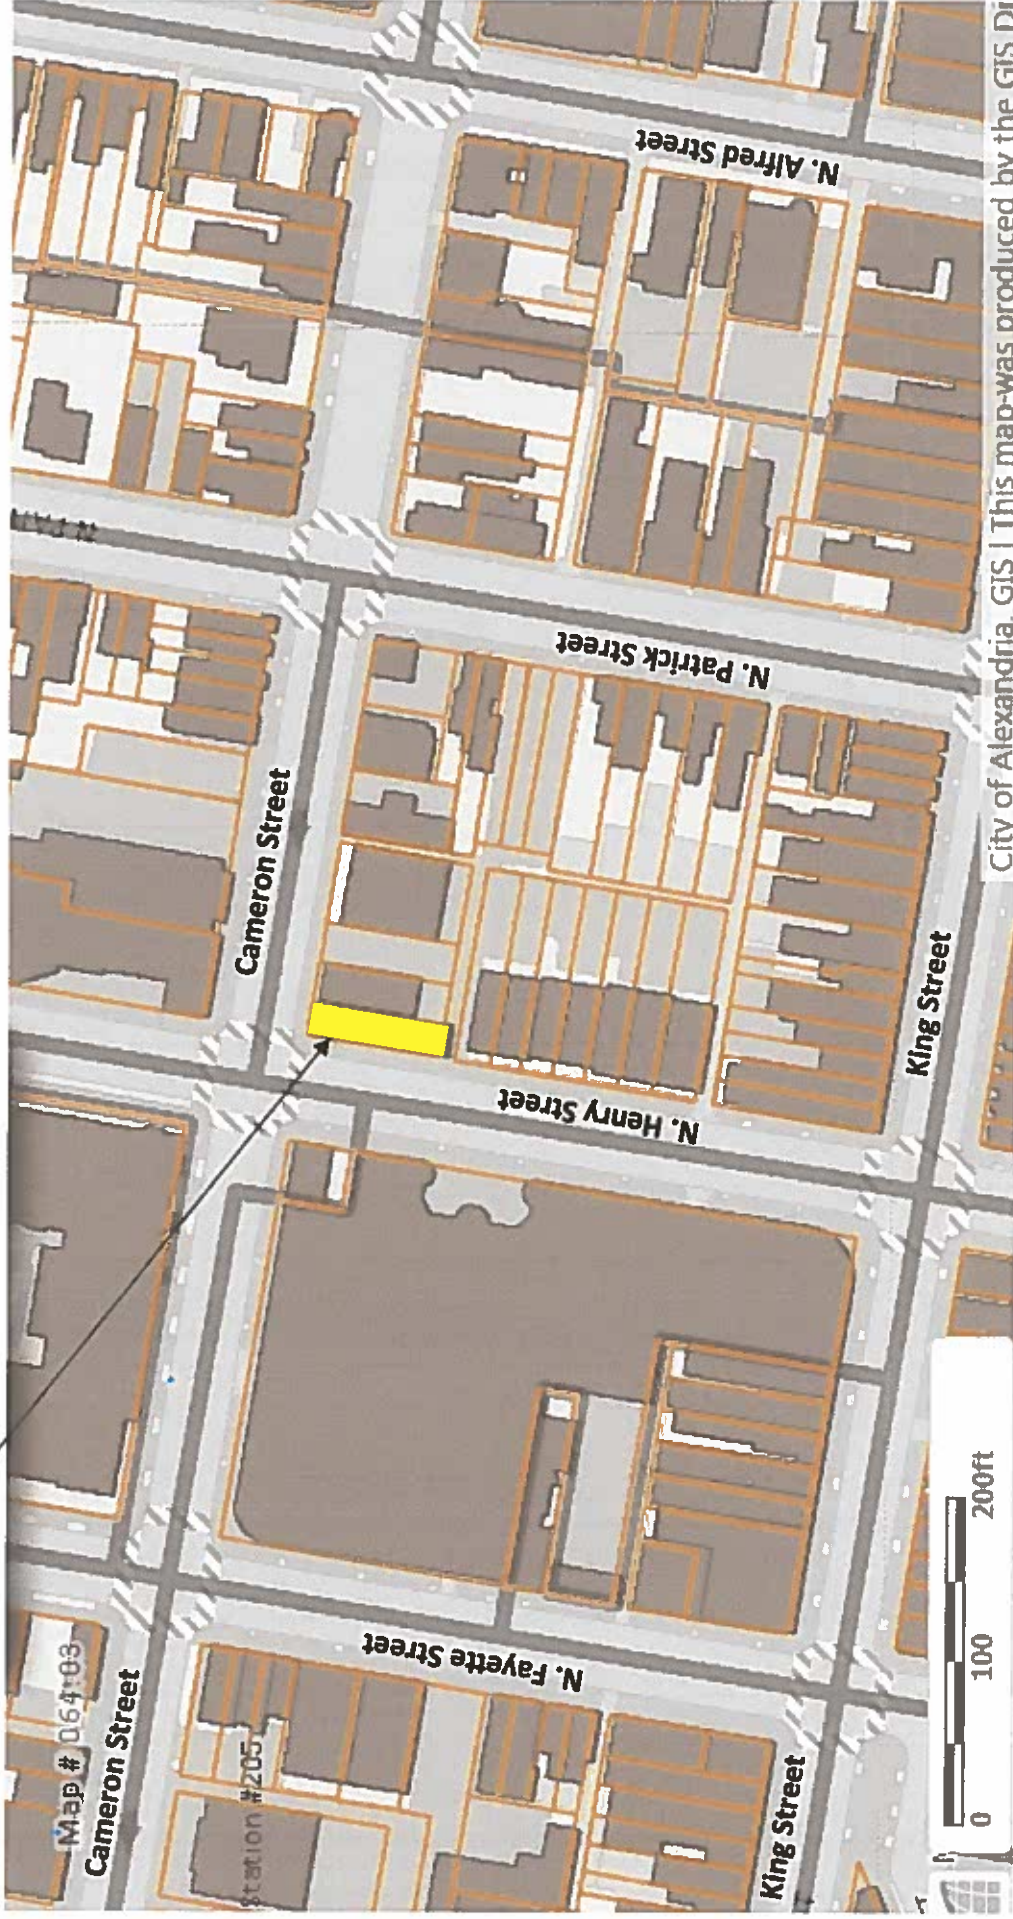 Map # 064.03
Cameron Street
Station #205
N. Fayette Street
King Street
Cameron Street
N. Henry Street
King Street
N. Patrick Street
N. Alfred Street
0 100 200ft
City of Alexandria, GIS | This map was produced by the GIS